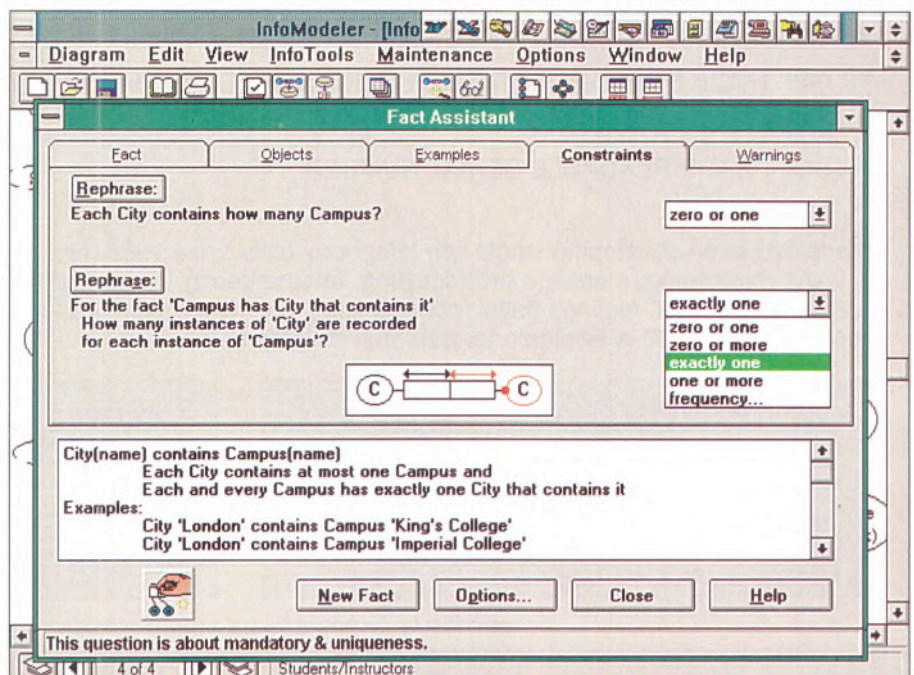 InfoModeler - [Info
Diagram Edit View InfoTools Maintenance Options Window Help
Fact Assistant
Fact Objects Examples Constraints Warnings
Rephrase:
Each City contains how many Campus?
zero or one
Rephrase:
For the fact 'Campus has City that contains it'
How many instances of 'City' are recorded
for each instance of 'Campus'?
exactly one
zero or one
zero or more
exactly one
one or more
frequency...
C C
City(name) contains Campus(name)
Each City contains at most one Campus and
Each and every Campus has exactly one City that contains it
Examples:
City 'London' contains Campus 'King's College'
City 'London' contains Campus 'Imperial College'
New Fact Options... Close Help
This question is about mandatory & uniqueness.
4 of 4 Students/Instructors